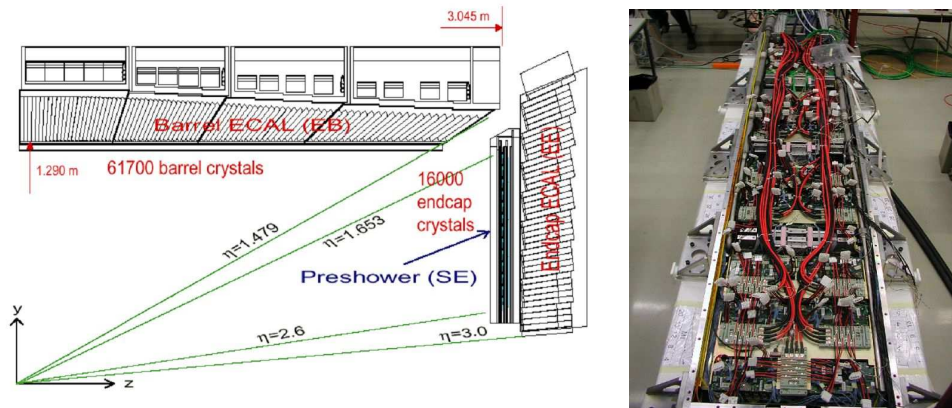 3.045 m
Barrel ECAL (EB)
1.290 m
61700 barrel crystals
16000
endcap
crystals
Endcap ECAL (EE)
η=1.479
η=1.653
Preshower (SE)
y
η=2.6
η=3.0
z